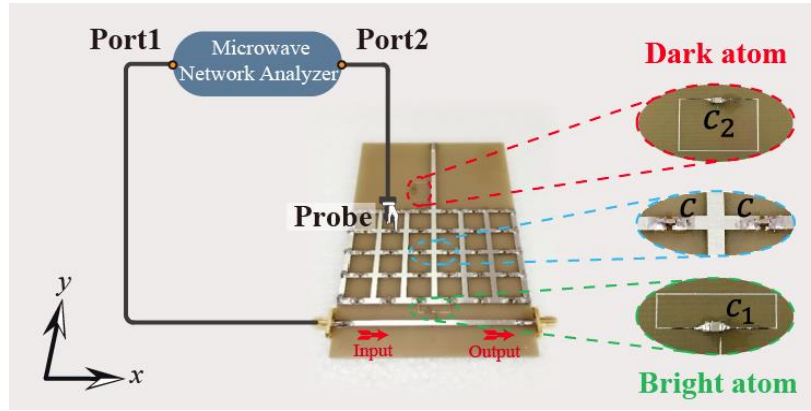 Port1
Microwave
Network Analyzer
Port2
Dark atom
C₂
Probe
C C
C₁
y
x
Input
Output
Bright atom